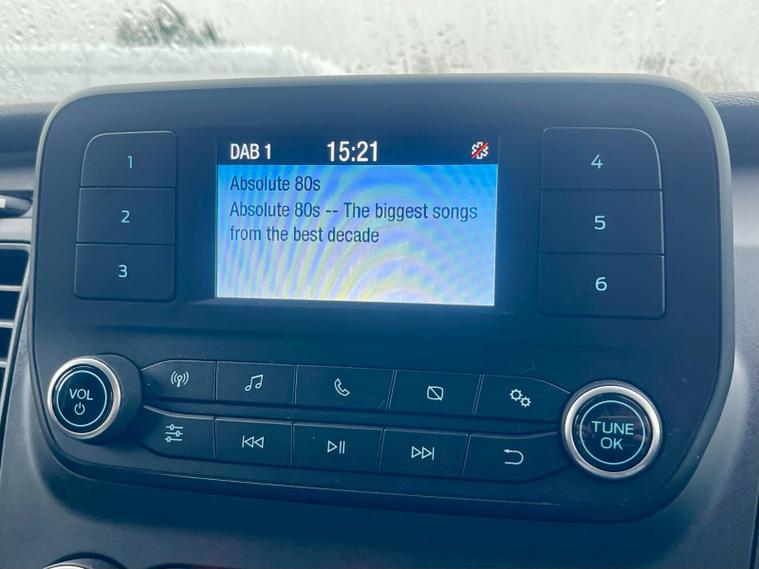 DAB 1 15:21
Absolute 80s
Absolute 80s -- The biggest songs
from the best decade
1
2
3
4
5
6
VOL
TUNE
OK